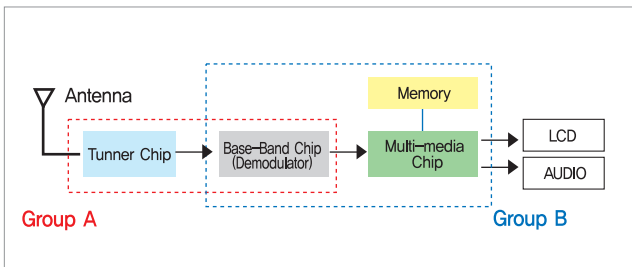 Antenna
Tunner Chip
Base-Band Chip
(Demodulator)
Memory
Multi-media
Chip
LCD
AUDIO
Group A
Group B